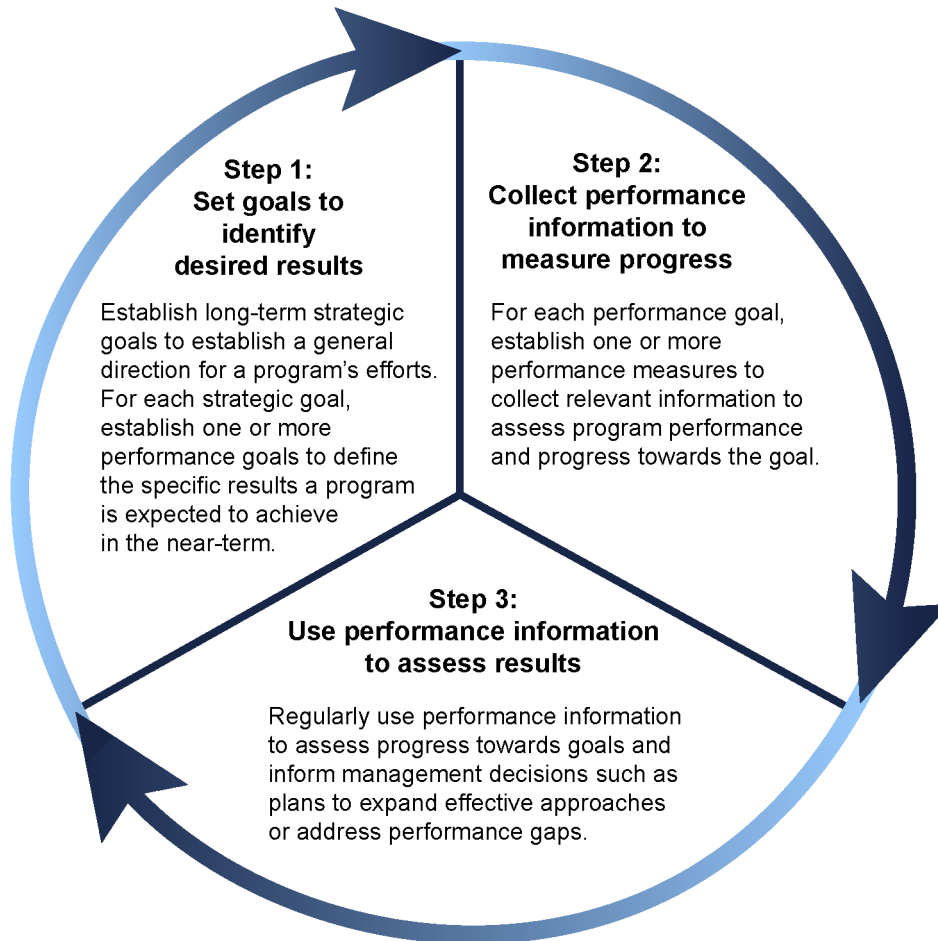 Step 1:
Set goals to
identify
desired results
Establish long-term strategic
goals to establish a general
direction for a program’s efforts.
For each strategic goal,
establish one or more
performance goals to define
the specific results a program
is expected to achieve
in the near-term.
Step 2:
Collect performance
information to
measure progress
For each performance goal,
establish one or more
performance measures to
collect relevant information to
assess program performance
and progress towards the goal.
Step 3:
Use performance information
to assess results
Regularly use performance information
to assess progress towards goals and
inform management decisions such as
plans to expand effective approaches
or address performance gaps.